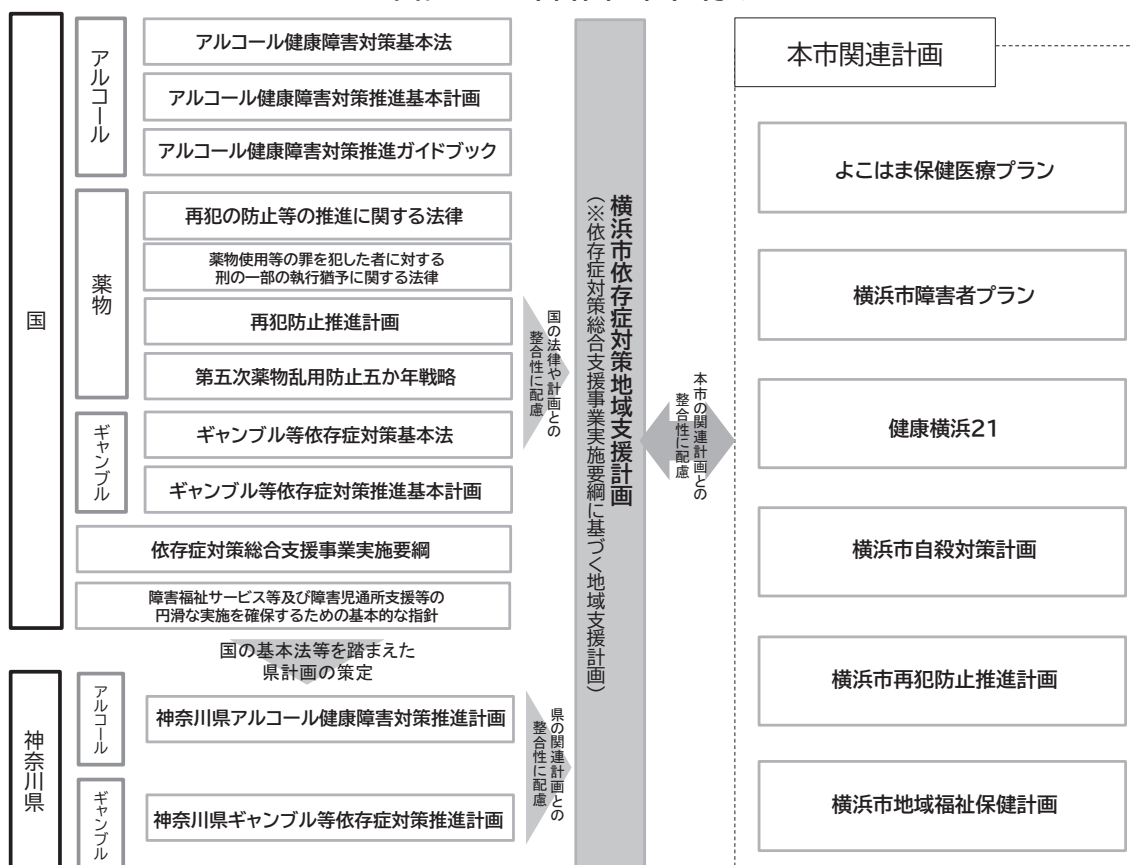 国
アルコール
アルコール健康障害対策基本法
アルコール健康障害対策推進基本計画
アルコール健康障害対策推進ガイドブック
薬物
再犯の防止等の推進に関する法律
薬物使用等の罪を犯した者に対する
刑の一部の執行猶予に関する法律
再犯防止推進計画
第五次薬物乱用防止五か年戦略
ギャンブル
ギャンブル等依存症対策基本法
ギャンブル等依存症対策推進基本計画
依存症対策総合支援事業実施要綱
障害福祉サービス等及び障害児通所支援等の
円滑な実施を確保するための基本的な指針
国の基本法等を踏まえた
県計画の策定
神奈川県
アルコール
神奈川県アルコール健康障害対策推進計画
ギャンブル
神奈川県ギャンブル等依存症対策推進計画
国の法律や計画との
整合性に配慮
県の関連計画との
整合性に配慮
横浜市依存症対策地域支援計画
(※依存症対策総合支援事業実施要綱に基づく地域支援計画)
本市の関連計画との
整合性に配慮
本市関連計画
よこはま保健医療プラン
横浜市障害者プラン
健康横浜21
横浜市自殺対策計画
横浜市再犯防止推進計画
横浜市地域福祉保健計画